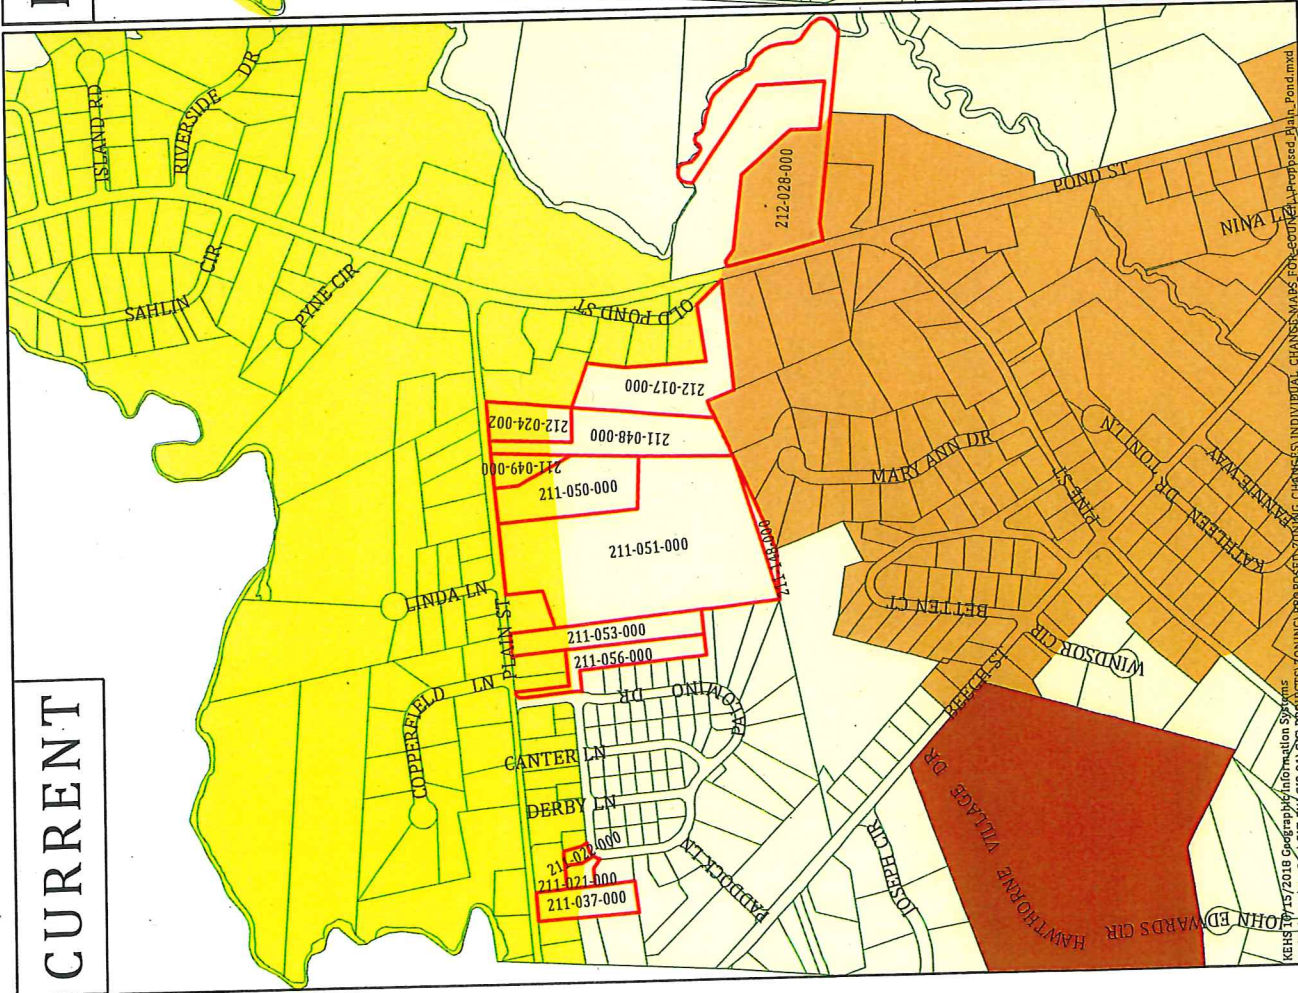 CURRENT
ISLAND RD
RIVERSIDE DR
SAHLIN CIR
PYNE CIR
OLD POND ST
POND ST
NINA LN
212-028-000
212-017-000
212-024-002
211-048-000
211-049-000
211-050-000
211-051-000
211-148-000
211-053-000
211-056-000
LINDA LN
PLAIN ST
COPPERFIELD LN
PALOMINO DR
CANTER LN
DERBY LN
211-022-000
211-021-000
211-037-000
PADDOCK LN
MARY ANN DR
PINE ST
TONI LN
KATHLEEN DR
JEANNIE WAY
BETTEN CT
WINDSOR CIR
BEECH ST
HAWTHORNE VILLAGE DR
JOSEPH CIR
JOHN EDWARDS CIR
KEHS 10/15/2018 Geographic Information Systems